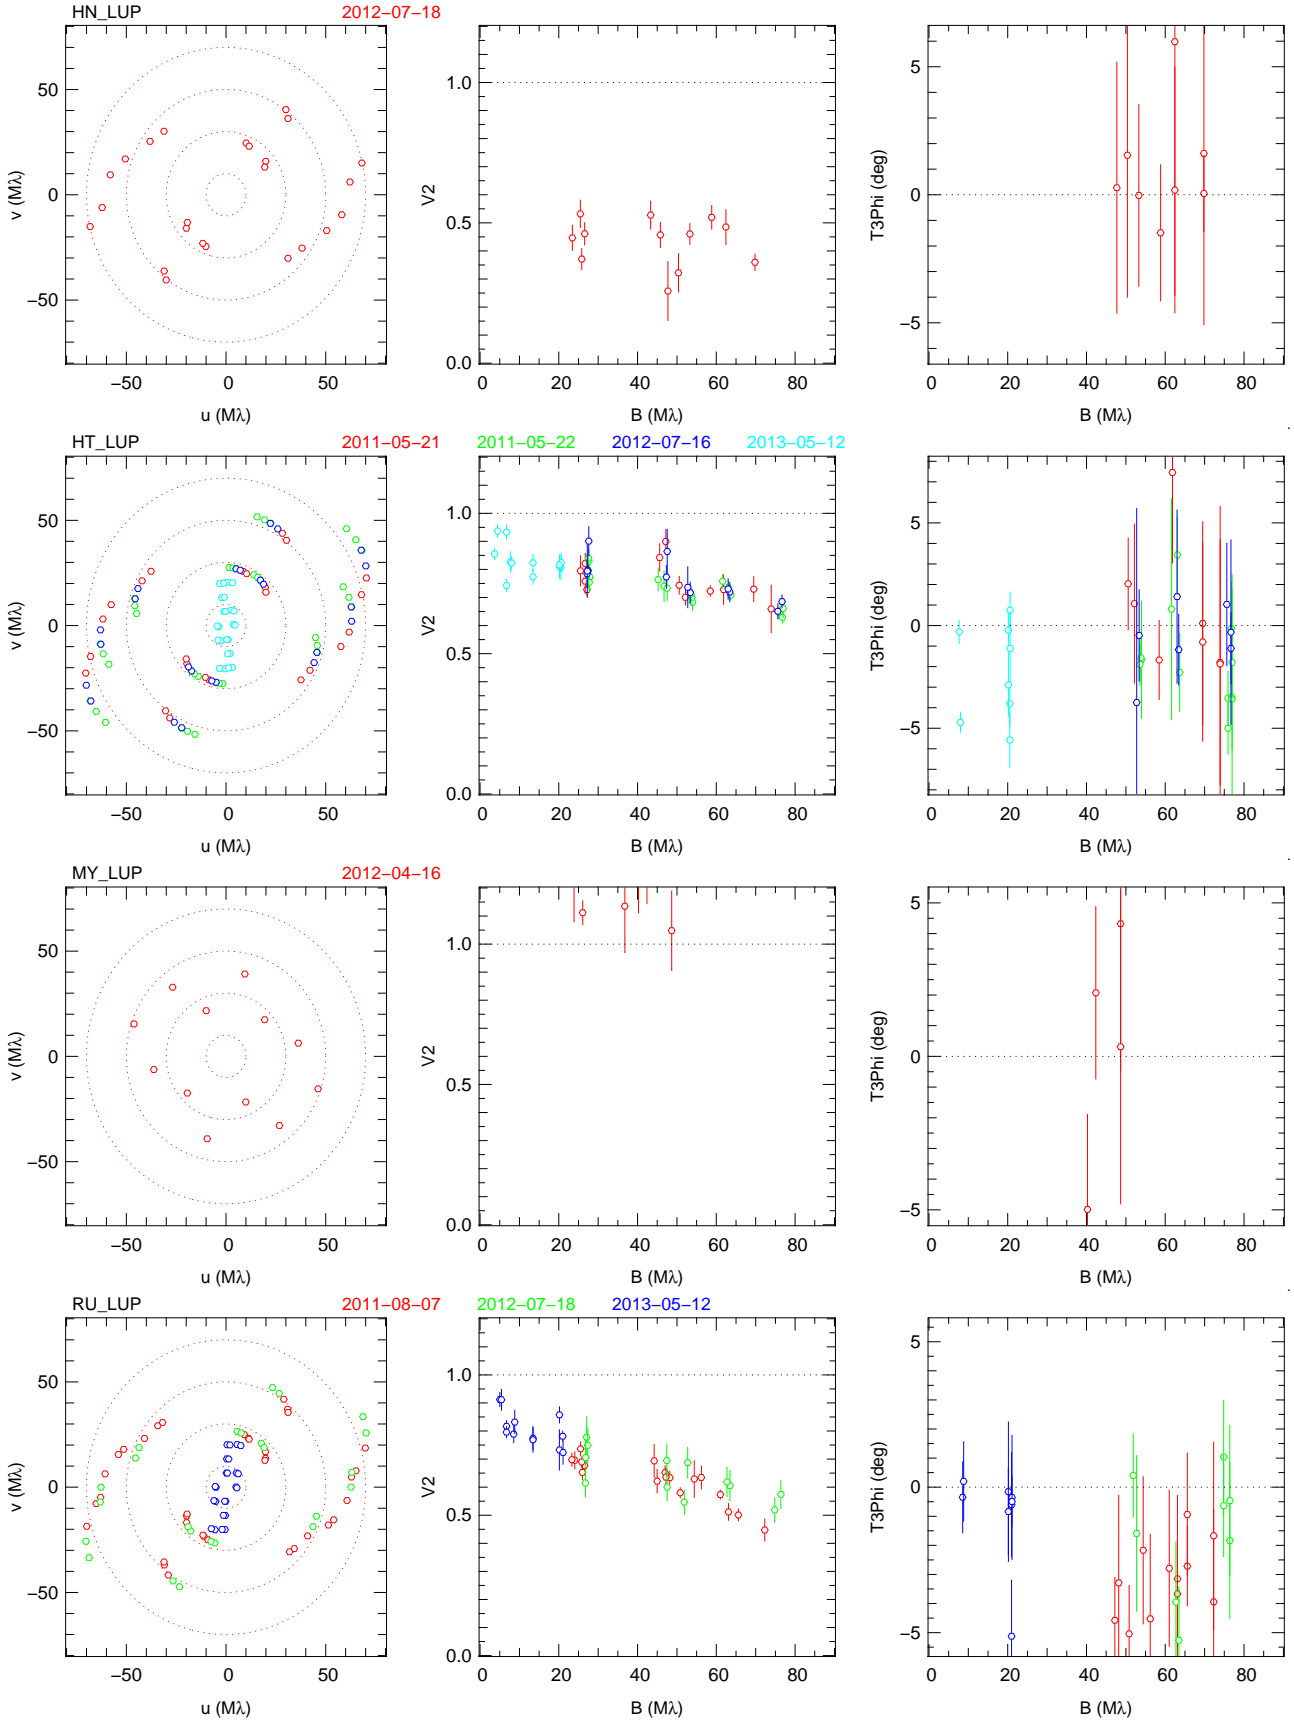 HN_LUP 2012−07−18
50
0
−50
−50 0 50
v (Mλ)
u (Mλ)
1.0
0.5
0.0
0 20 40 60 80
V2
B (Mλ)
5
0
−5
0 20 40 60 80
T3Phi (deg)
B (Mλ)
HT_LUP 2011−05−21 2011−05−22 2012−07−16 2013−05−12
50
0
−50
−50 0 50
v (Mλ)
u (Mλ)
1.0
0.5
0.0
0 20 40 60 80
V2
B (Mλ)
5
0
−5
0 20 40 60 80
T3Phi (deg)
B (Mλ)
MY_LUP 2012−04−16
50
0
−50
−50 0 50
v (Mλ)
u (Mλ)
1.0
0.5
0.0
0 20 40 60 80
V2
B (Mλ)
5
0
−5
0 20 40 60 80
T3Phi (deg)
B (Mλ)
RU_LUP 2011−08−07 2012−07−18 2013−05−12
50
0
−50
−50 0 50
v (Mλ)
u (Mλ)
1.0
0.5
0.0
0 20 40 60 80
V2
B (Mλ)
5
0
−5
0 20 40 60 80
T3Phi (deg)
B (Mλ)